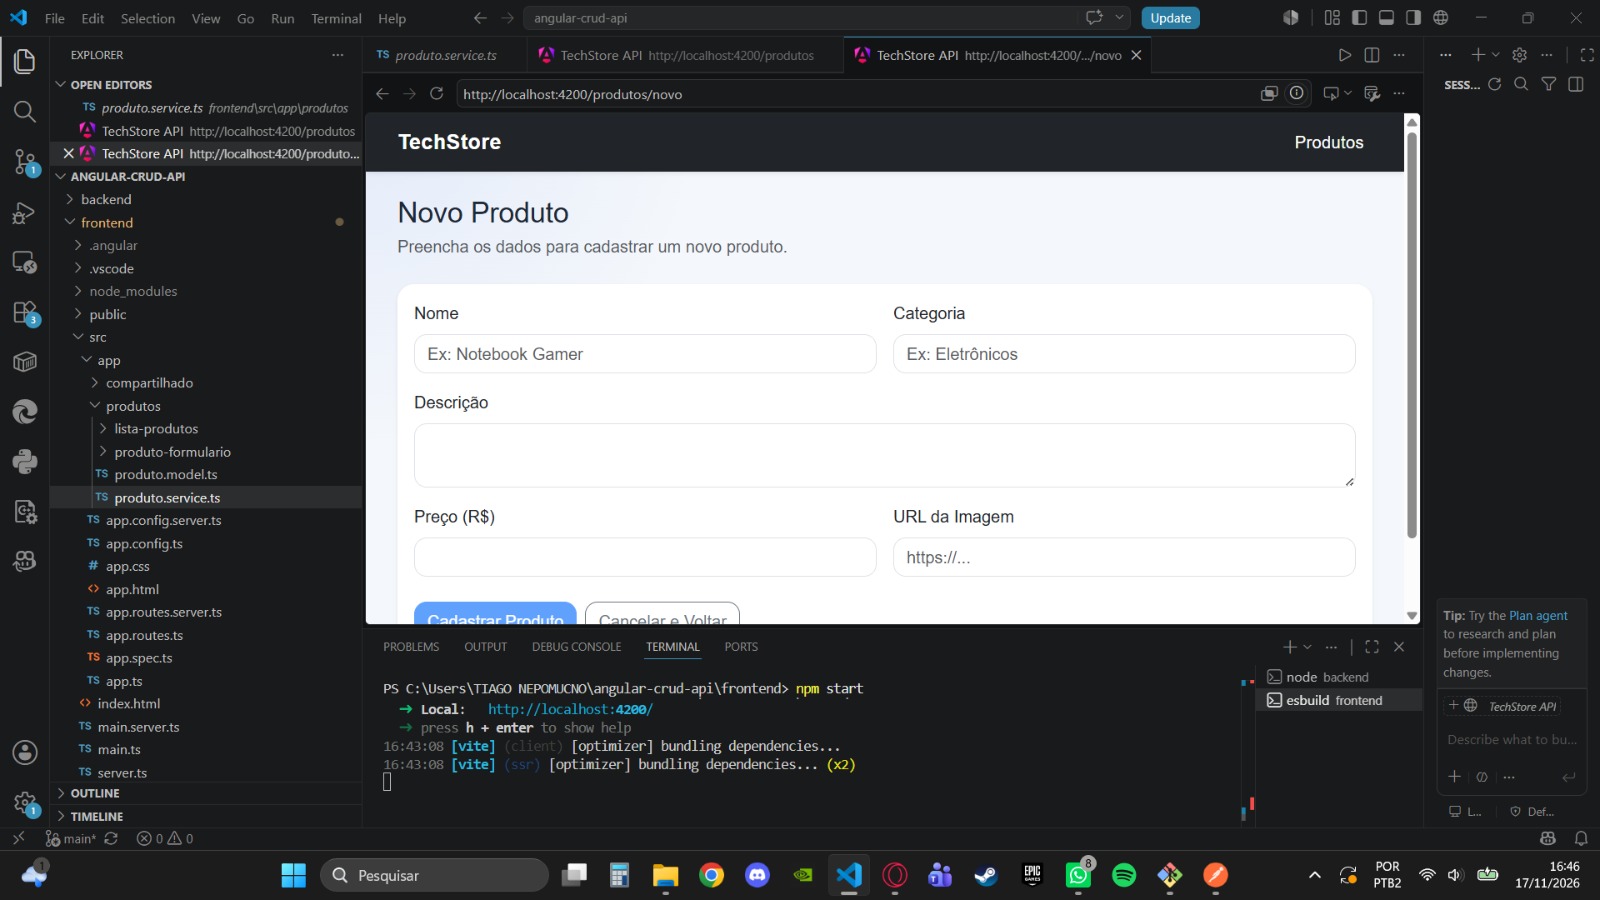 File Edit Selection View Go Run Terminal Help
angular-crud-api
Update
EXPLORER
OPEN EDITORS
TS produto.service.ts frontend\src\app\produtos
TechStore API http://localhost:4200/produtos
TechStore API http://localhost:4200/produto...
ANGULAR-CRUD-API
backend
frontend
.angular
.vscode
node_modules
public
src
app
compartilhado
produtos
lista-produtos
produto-formulario
TS produto.model.ts
TS produto.service.ts
TS app.config.server.ts
TS app.config.ts
# app.css
<> app.html
TS app.routes.server.ts
TS app.routes.ts
TS app.spec.ts
TS app.ts
<> index.html
TS main.server.ts
TS main.ts
TS server.ts
OUTLINE
TIMELINE
1
3
1
TS produto.service.ts
TechStore API http://localhost:4200/produtos
TechStore API http://localhost:4200/.../novo
http://localhost:4200/produtos/novo
TechStore
Produtos
Novo Produto
Preencha os dados para cadastrar um novo produto.
Nome
Categoria
Ex: Notebook Gamer
Ex: Eletrônicos
Descrição
Preço (R$)
URL da Imagem
https://...
Cadastrar Produto
Cancelar e Voltar
PROBLEMS OUTPUT DEBUG CONSOLE TERMINAL PORTS
PS C:\Users\TIAGO NEPOMUCNO\angular-crud-api\frontend> npm start
➜ Local: http://localhost:4200/
➜ press h + enter to show help
16:43:08 [vite] (client) [optimizer] bundling dependencies...
16:43:08 [vite] (ssr) [optimizer] bundling dependencies... (x2)
node backend
esbuild frontend
SESS...
Tip: Try the Plan agent
to research and plan
before implementing
changes.
TechStore API
Describe what to bu...
L...
Def...
main*
0 0
1
Pesquisar
EPIC
GAMES
8
POR
PTB2
16:46
17/11/2026